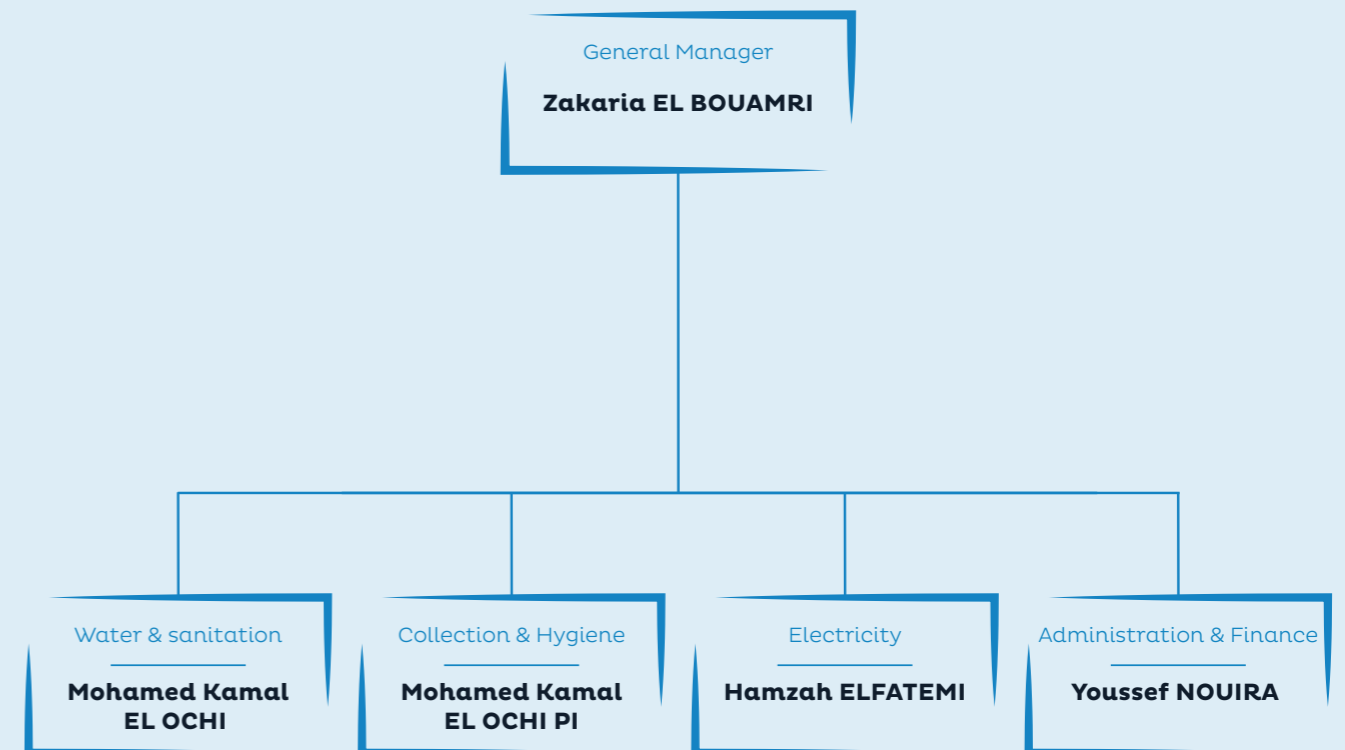 General Manager
Zakaria EL BOUAMRI
Water & sanitation
Mohamed Kamal
EL OCHI
Collection & Hygiene
Mohamed Kamal
EL OCHI PI
Electricity
Hamzah ELFATEMI
Administration & Finance
Youssef NOUIRA